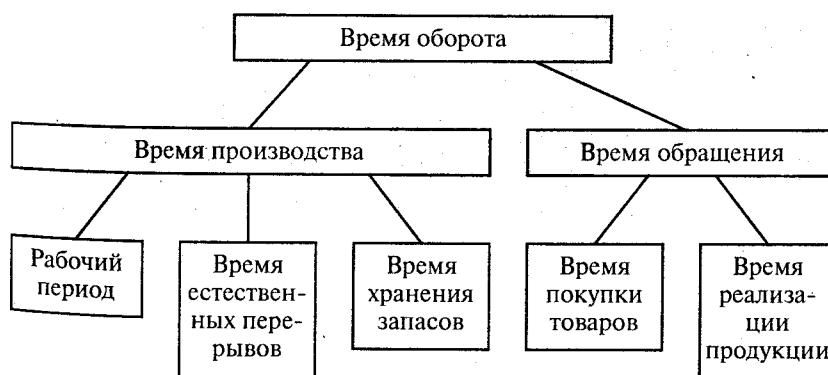 Время оборота
Время производства
Время обращения
Рабочий
период
Время
естествен-
ных пере-
рывов
Время
хранения
запасов
Время
покупки
товаров
Время
реализа-
ции
продукции